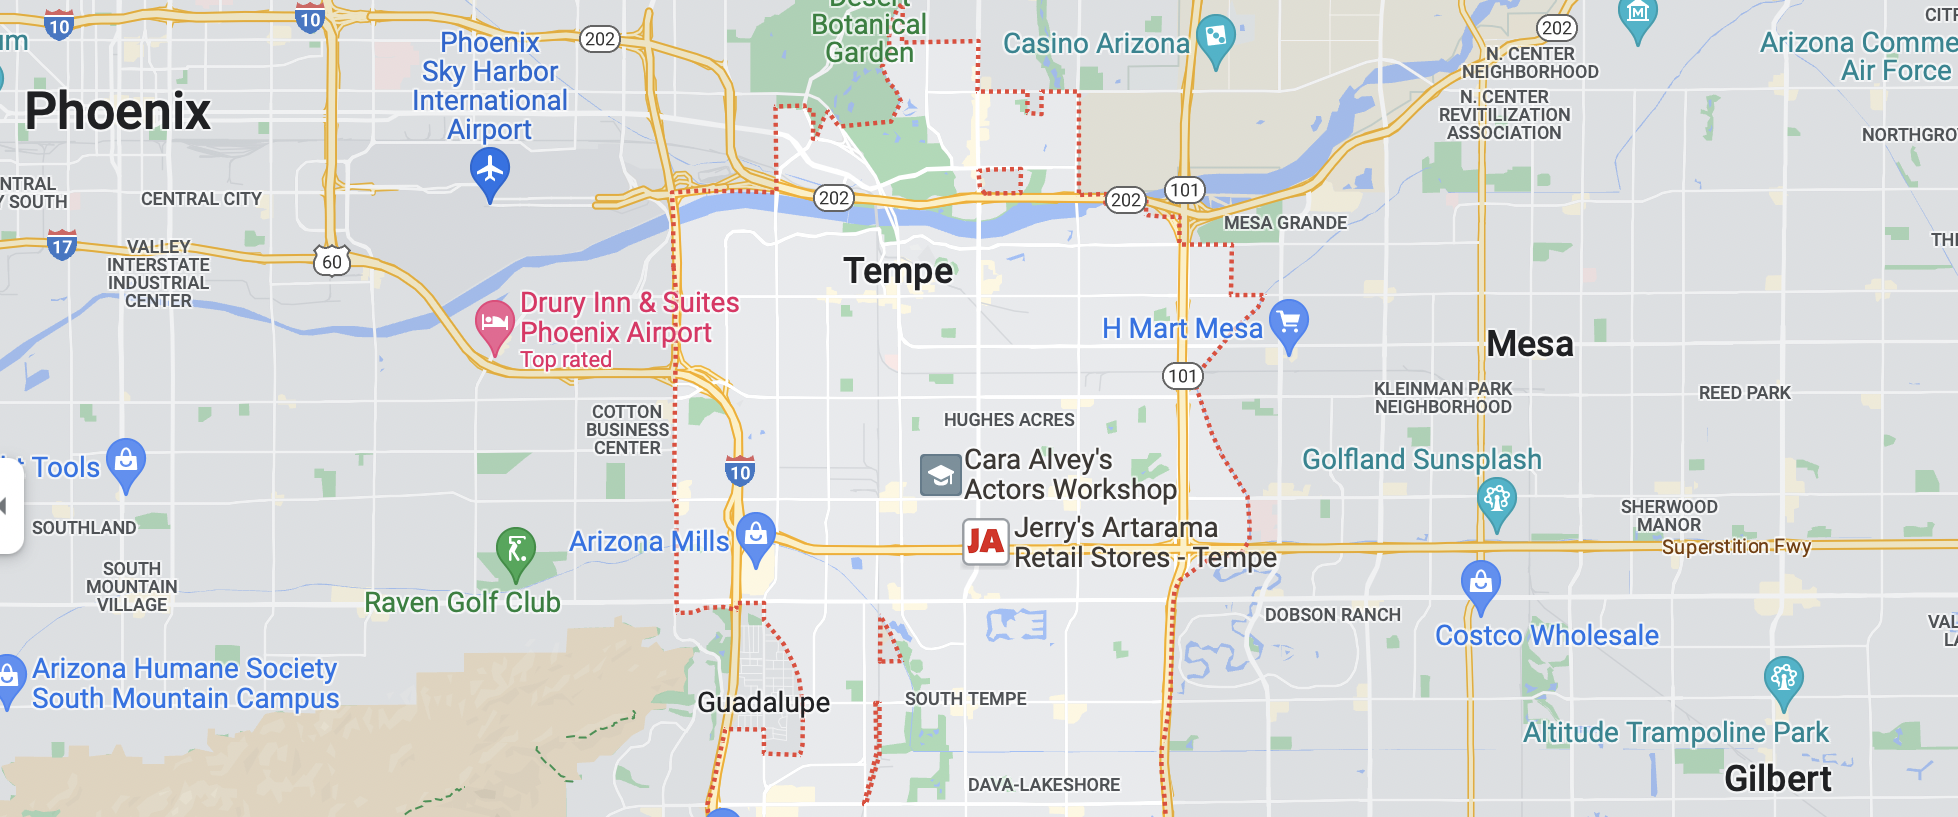 10
10
202
Desert
Botanical
Garden
Casino Arizona
202
N. CENTER
NEIGHBORHOOD
CITR
Arizona Comme
Air Force
um
Phoenix
Sky Harbor
International
Airport
Phoenix
N. CENTER
REVITILIZATION
ASSOCIATION
NORTHGRO
NTRAL
Y SOUTH
CENTRAL CITY
202
202
101
MESA GRANDE
THE
17
VALLEY
INTERSTATE
INDUSTRIAL
CENTER
60
Tempe
Drury Inn & Suites
Phoenix Airport
Top rated
H Mart Mesa
Mesa
101
KLEINMAN PARK
NEIGHBORHOOD
REED PARK
COTTON
BUSINESS
CENTER
HUGHES ACRES
Tools
10
Cara Alvey's
Actors Workshop
Golfland Sunsplash
SOUTHLAND
SHERWOOD
MANOR
Arizona Mills
JA
Jerry's Artarama
Retail Stores - Tempe
Superstition Fwy
SOUTH
MOUNTAIN
VILLAGE
Raven Golf Club
DOBSON RANCH
Costco Wholesale
VAL
LA
Arizona Humane Society
South Mountain Campus
Guadalupe
SOUTH TEMPE
Altitude Trampoline Park
DAVA-LAKESHORE
Gilbert